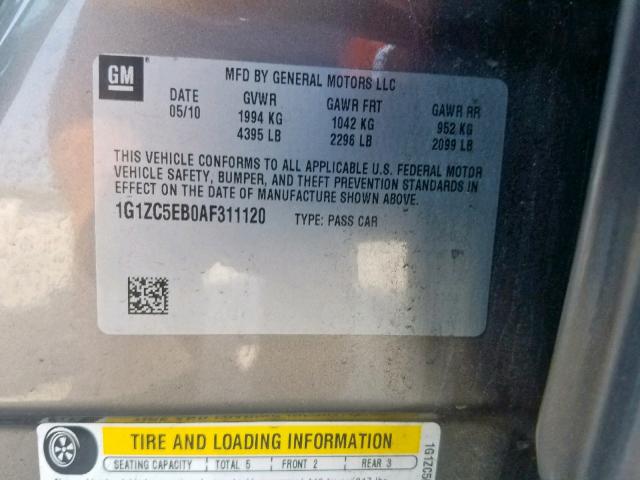 GM
MFD BY GENERAL MOTORS LLC
DATE GVWR GAWR FRT GAWR RR
05/10 1994 KG 1042 KG 952 KG
4395 LB 2296 LB 2099 LB
THIS VEHICLE CONFORMS TO ALL APPLICABLE U.S. FEDERAL MOTOR
VEHICLE SAFETY, BUMPER, AND THEFT PREVENTION STANDARDS IN
EFFECT ON THE DATE OF MANUFACTURE SHOWN ABOVE.
1G1ZC5EB0AF311120 TYPE: PASS CAR
TIRE AND LOADING INFORMATION
SEATING CAPACITY TOTAL 5 FRONT 2 REAR 3
1G1ZC5